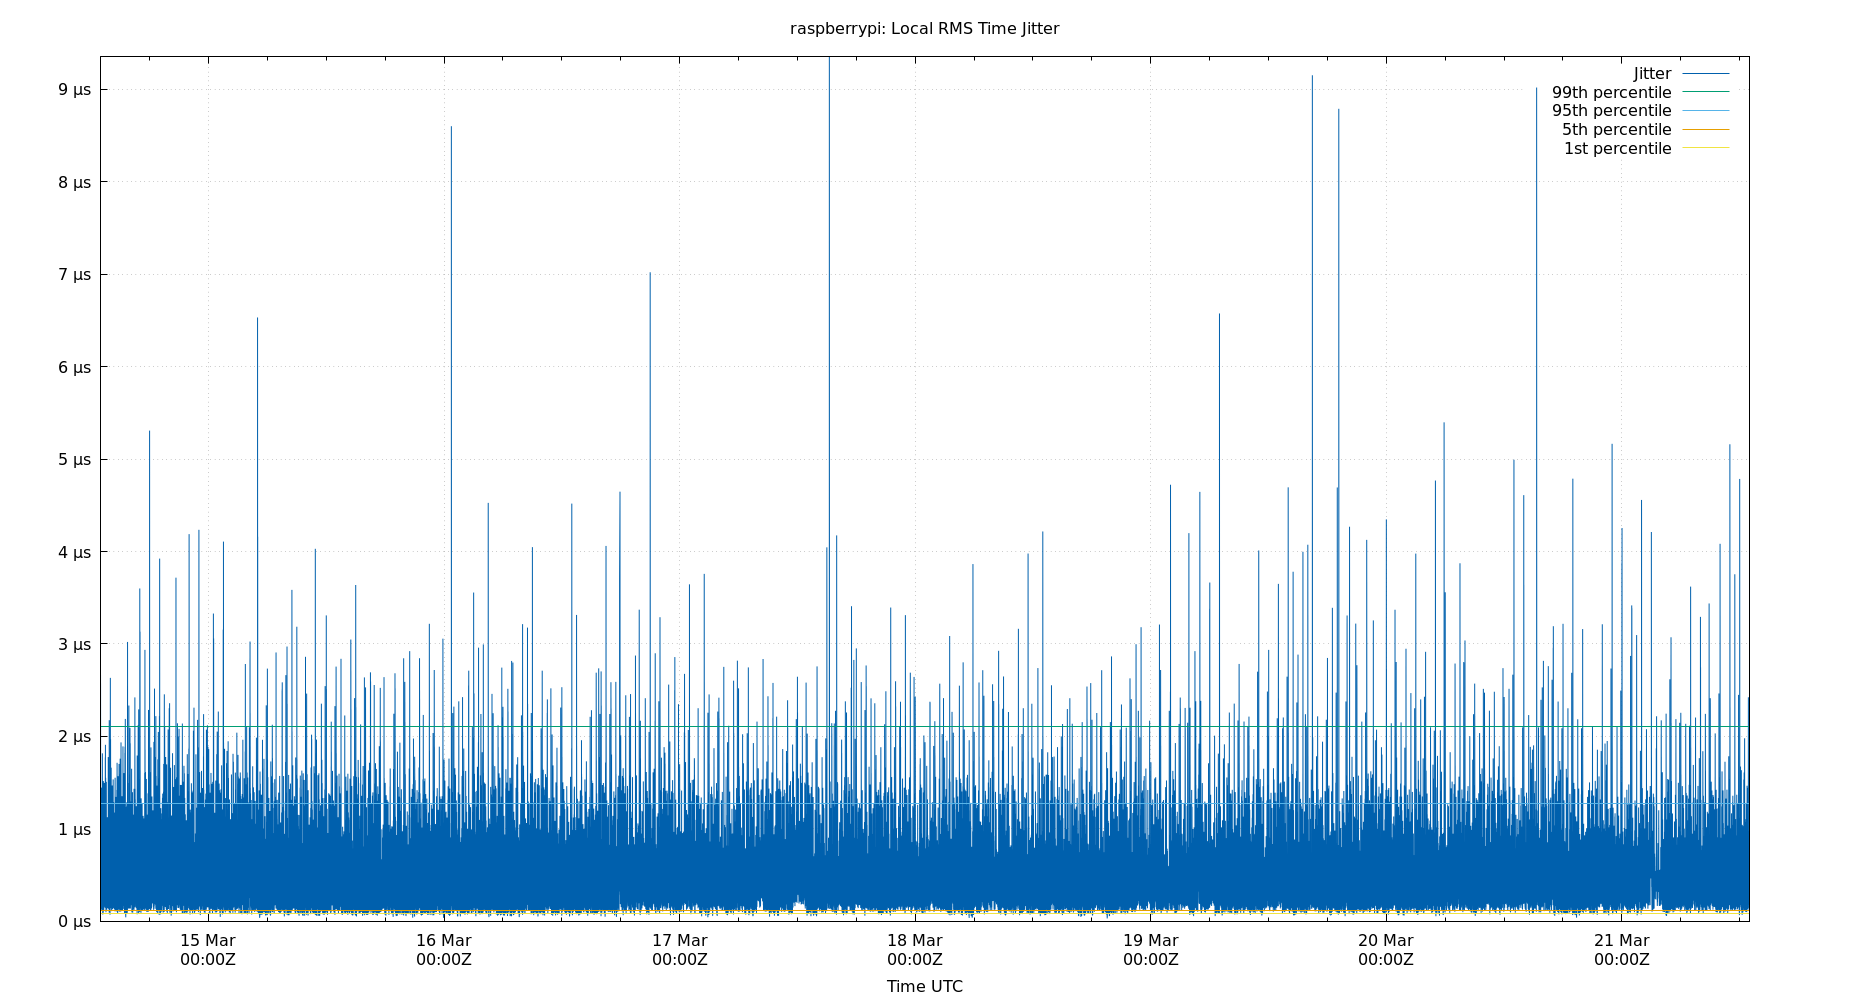 raspberrypi: Local RMS Time Jitter
Jitter
99th percentile
95th percentile
5th percentile
1st percentile
9 µs
8 µs
7 µs
6 µs
5 µs
4 µs
3 µs
2 µs
1 µs
0 µs
15 Mar 16 Mar 17 Mar 18 Mar 19 Mar 20 Mar 21 Mar
00:00Z 00:00Z 00:00Z 00:00Z 00:00Z 00:00Z 00:00Z
Time UTC